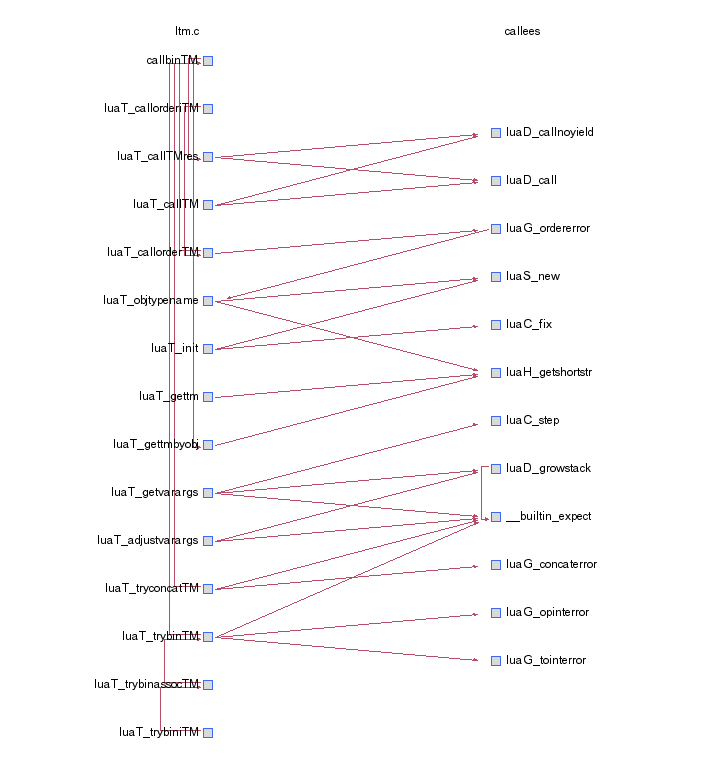 ltm.c
callees
callbinTM
luaT_callorderiTM
luaD_callnoyield
luaT_callTMres
luaD_call
luaT_callTM
luaG_ordererror
luaT_callorderTM
luaS_new
luaT_objtypename
luaC_fix
luaT_init
luaH_getshortstr
luaT_gettm
luaC_step
luaT_gettmbyobj
luaD_growstack
luaT_getvarargs
__builtin_expect
luaT_adjustvarargs
luaG_concaterror
luaT_tryconcatTM
luaG_opinterror
luaT_trybinTM
luaG_tointerror
luaT_trybinassocTM
luaT_trybiniTM